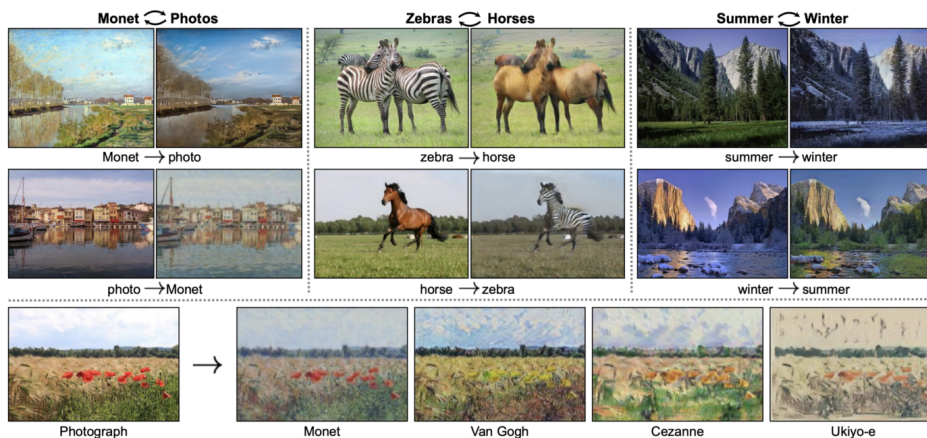 Monet ⇄ Photos
Zebras ⇄ Horses
Summer ⇄ Winter
Monet → photo
zebra → horse
summer → winter
photo → Monet
horse → zebra
winter → summer
Photograph
Monet
Van Gogh
Cezanne
Ukiyo-e